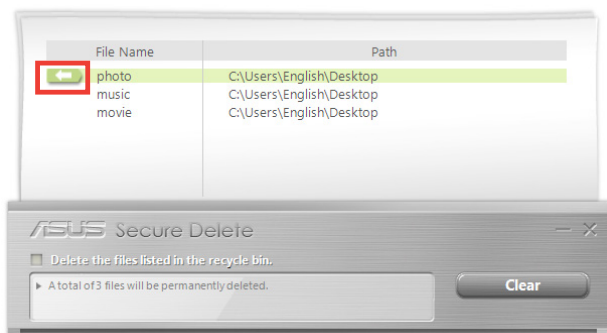 File Name Path
photo C:\Users\English\Desktop
music C:\Users\English\Desktop
movie C:\Users\English\Desktop
ASUS Secure Delete
Delete the files listed in the recycle bin.
A total of 3 files will be permanently deleted.
Clear